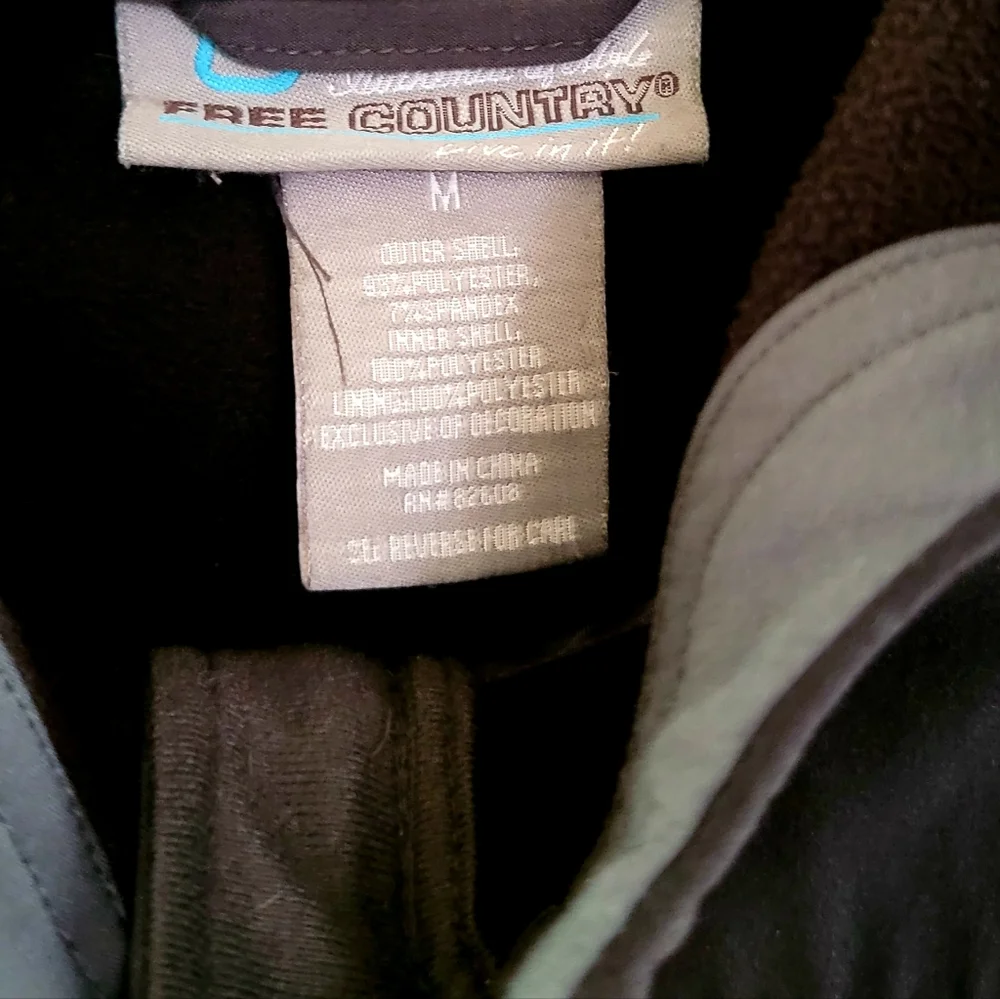 FREE COUNTRY®
Live in it!
M
OUTER SHELL:
93%POLYESTER,
7%SPANDEX
INNER SHELL:
100%POLYESTER
LINING:100%POLYESTER
EXCLUSIVE OF DECORATION
MADE IN CHINA
RN#82608
SEE REVERSE FOR CARE